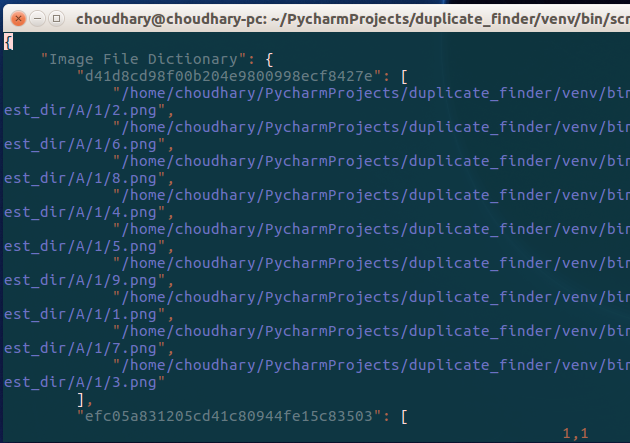 choudhary@choudhary-pc: ~/PycharmProjects/duplicate_finder/venv/bin/scr
{
"Image File Dictionary": {
"d41d8cd98f00b204e9800998ecf8427e": [
"/home/choudhary/PycharmProjects/duplicate_finder/venv/bin
est_dir/A/1/2.png",
"/home/choudhary/PycharmProjects/duplicate_finder/venv/bin
est_dir/A/1/6.png",
"/home/choudhary/PycharmProjects/duplicate_finder/venv/bin
est_dir/A/1/8.png",
"/home/choudhary/PycharmProjects/duplicate_finder/venv/bin
est_dir/A/1/4.png",
"/home/choudhary/PycharmProjects/duplicate_finder/venv/bin
est_dir/A/1/5.png",
"/home/choudhary/PycharmProjects/duplicate_finder/venv/bin
est_dir/A/1/9.png",
"/home/choudhary/PycharmProjects/duplicate_finder/venv/bin
est_dir/A/1/1.png",
"/home/choudhary/PycharmProjects/duplicate_finder/venv/bin
est_dir/A/1/7.png",
"/home/choudhary/PycharmProjects/duplicate_finder/venv/bin
est_dir/A/1/3.png"
],
"efc05a831205cd41c80944fe15c83503": [
1,1